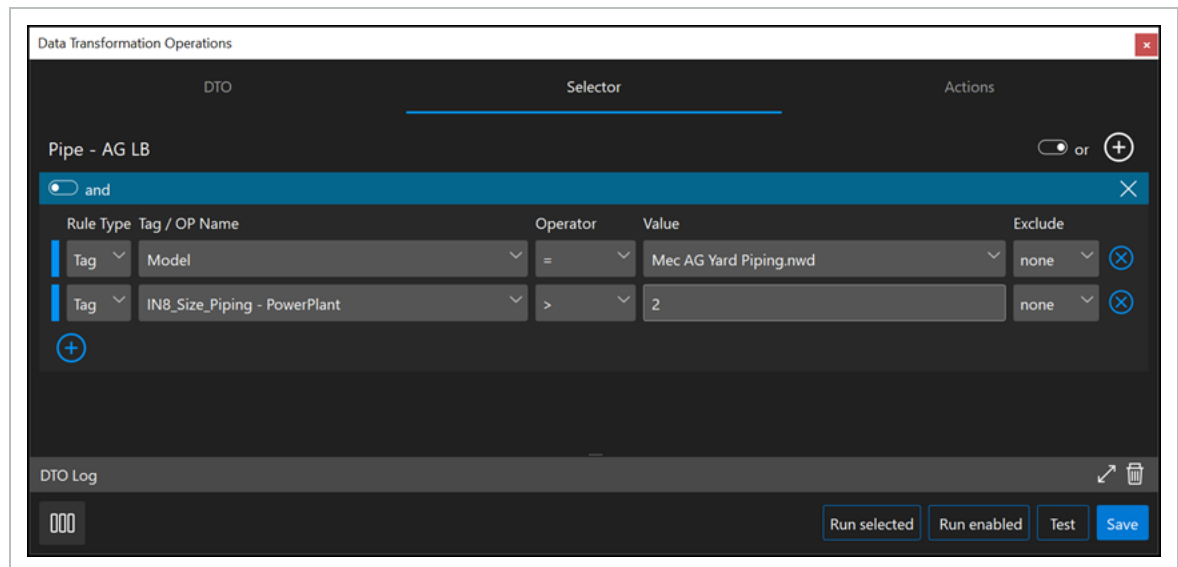 Data Transformation Operations
DTO Selector Actions
Pipe - AG LB or
and
Rule Type Tag / OP Name Operator Value Exclude
Tag Model = Mec AG Yard Piping.nwd none
Tag IN8_Size_Piping - PowerPlant > 2 none
DTO Log
Run selected Run enabled Test Save